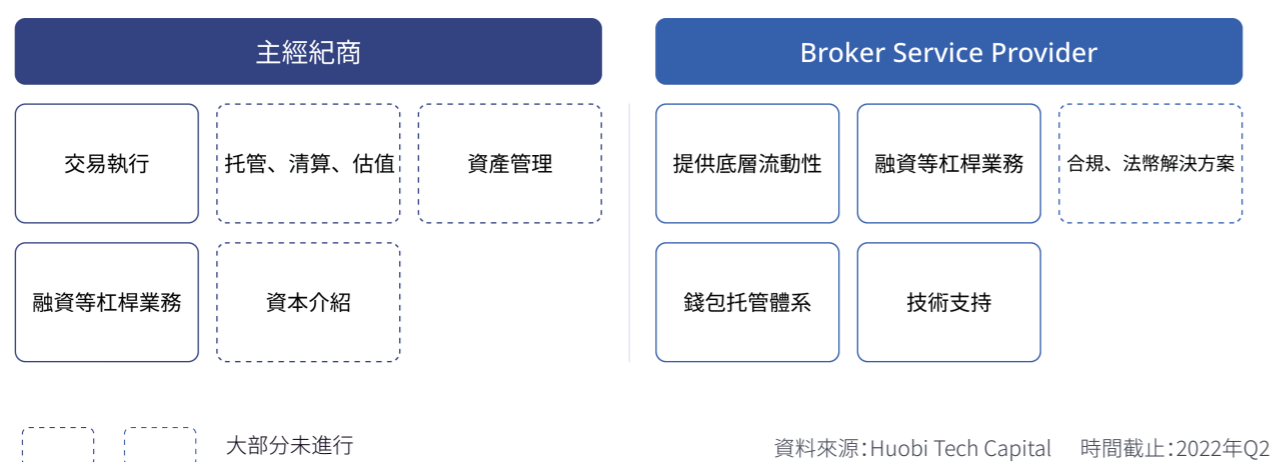 主經紀商
Broker Service Provider
交易執行
托管、清算、估值
資產管理
提供底層流動性
融資等杠桿業務
合規、法幣解決方案
融資等杠桿業務
資本介紹
錢包托管體系
技術支持
大部分未進行
資料來源：Huobi Tech Capital 時間截止：2022年Q2